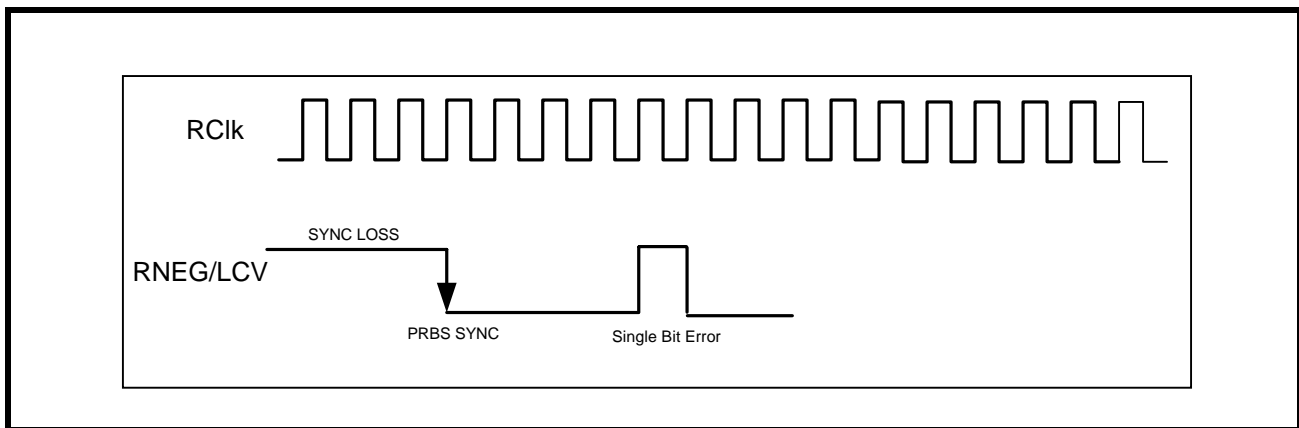 RClk
SYNC LOSS
RNEG/LCV
PRBS SYNC
Single Bit Error